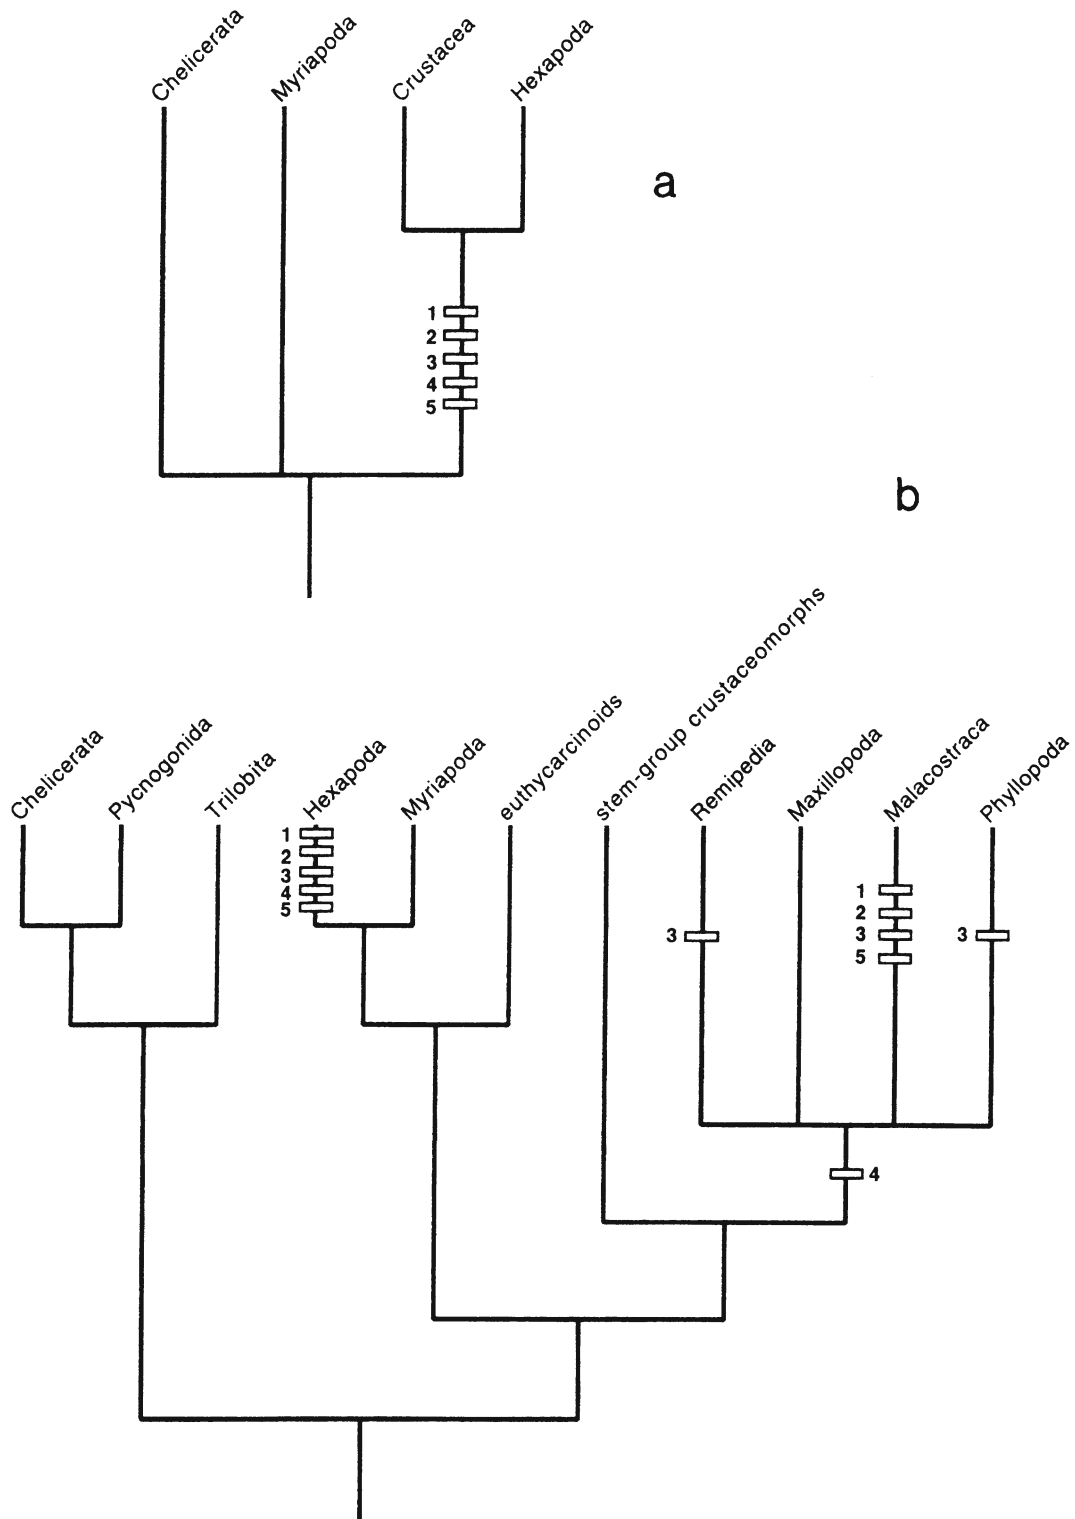 Chelicerata
Myriapoda
Crustacea
Hexapoda
a
1
2
3
4
5
b
Chelicerata
Pycnogonida
Trilobita
Hexapoda
Myriapoda
euthycarcinoids
stem-group crustaceomorphs
Remipedia
Maxillopoda
Malacostraca
Phyllopoda
1
2
3
4
5
3
1
2
3
5
3
4